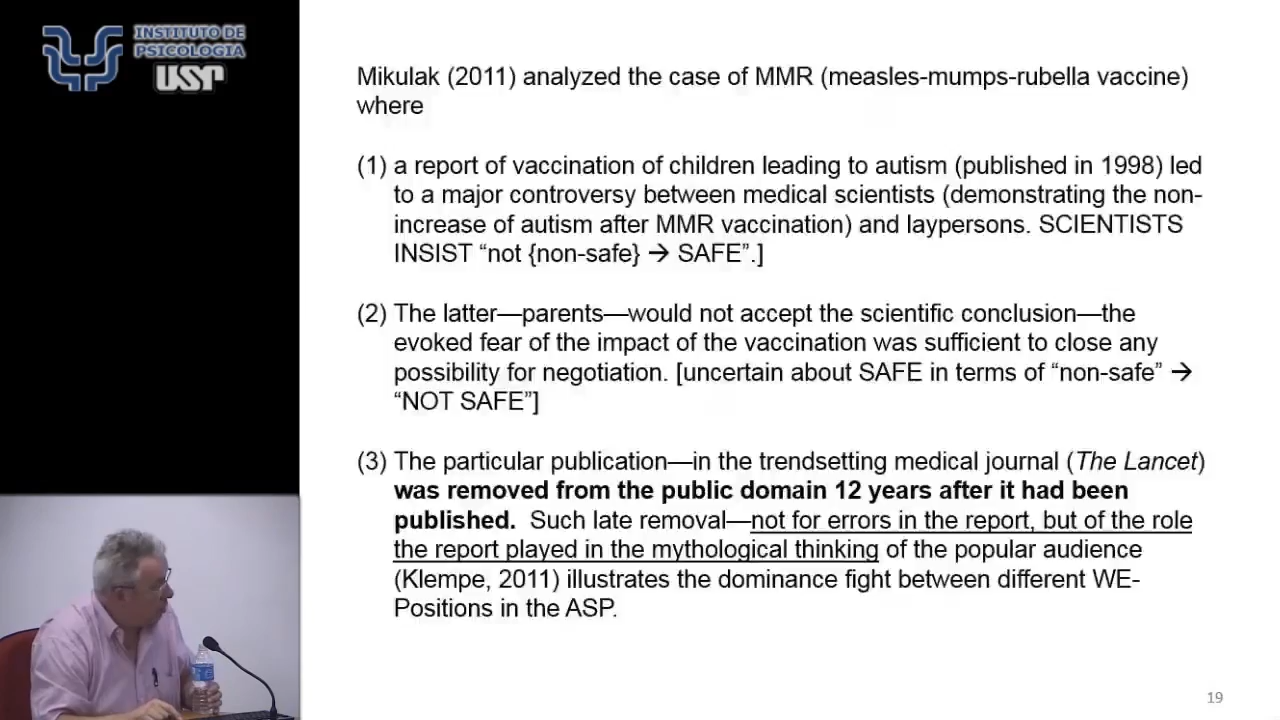 INSTITUTO DE
PSICOLOGIA
USP
Mikulak (2011) analyzed the case of MMR (measles-mumps-rubella vaccine)
where
(1) a report of vaccination of children leading to autism (published in 1998) led
to a major controversy between medical scientists (demonstrating the non-
increase of autism after MMR vaccination) and laypersons. SCIENTISTS
INSIST “not {non-safe} → SAFE”.]
(2) The latter—parents—would not accept the scientific conclusion—the
evoked fear of the impact of the vaccination was sufficient to close any
possibility for negotiation. [uncertain about SAFE in terms of “non-safe” →
“NOT SAFE”]
(3) The particular publication—in the trendsetting medical journal (The Lancet)
was removed from the public domain 12 years after it had been
published. Such late removal—not for errors in the report, but of the role
the report played in the mythological thinking of the popular audience
(Klempe, 2011) illustrates the dominance fight between different WE-
Positions in the ASP.
19